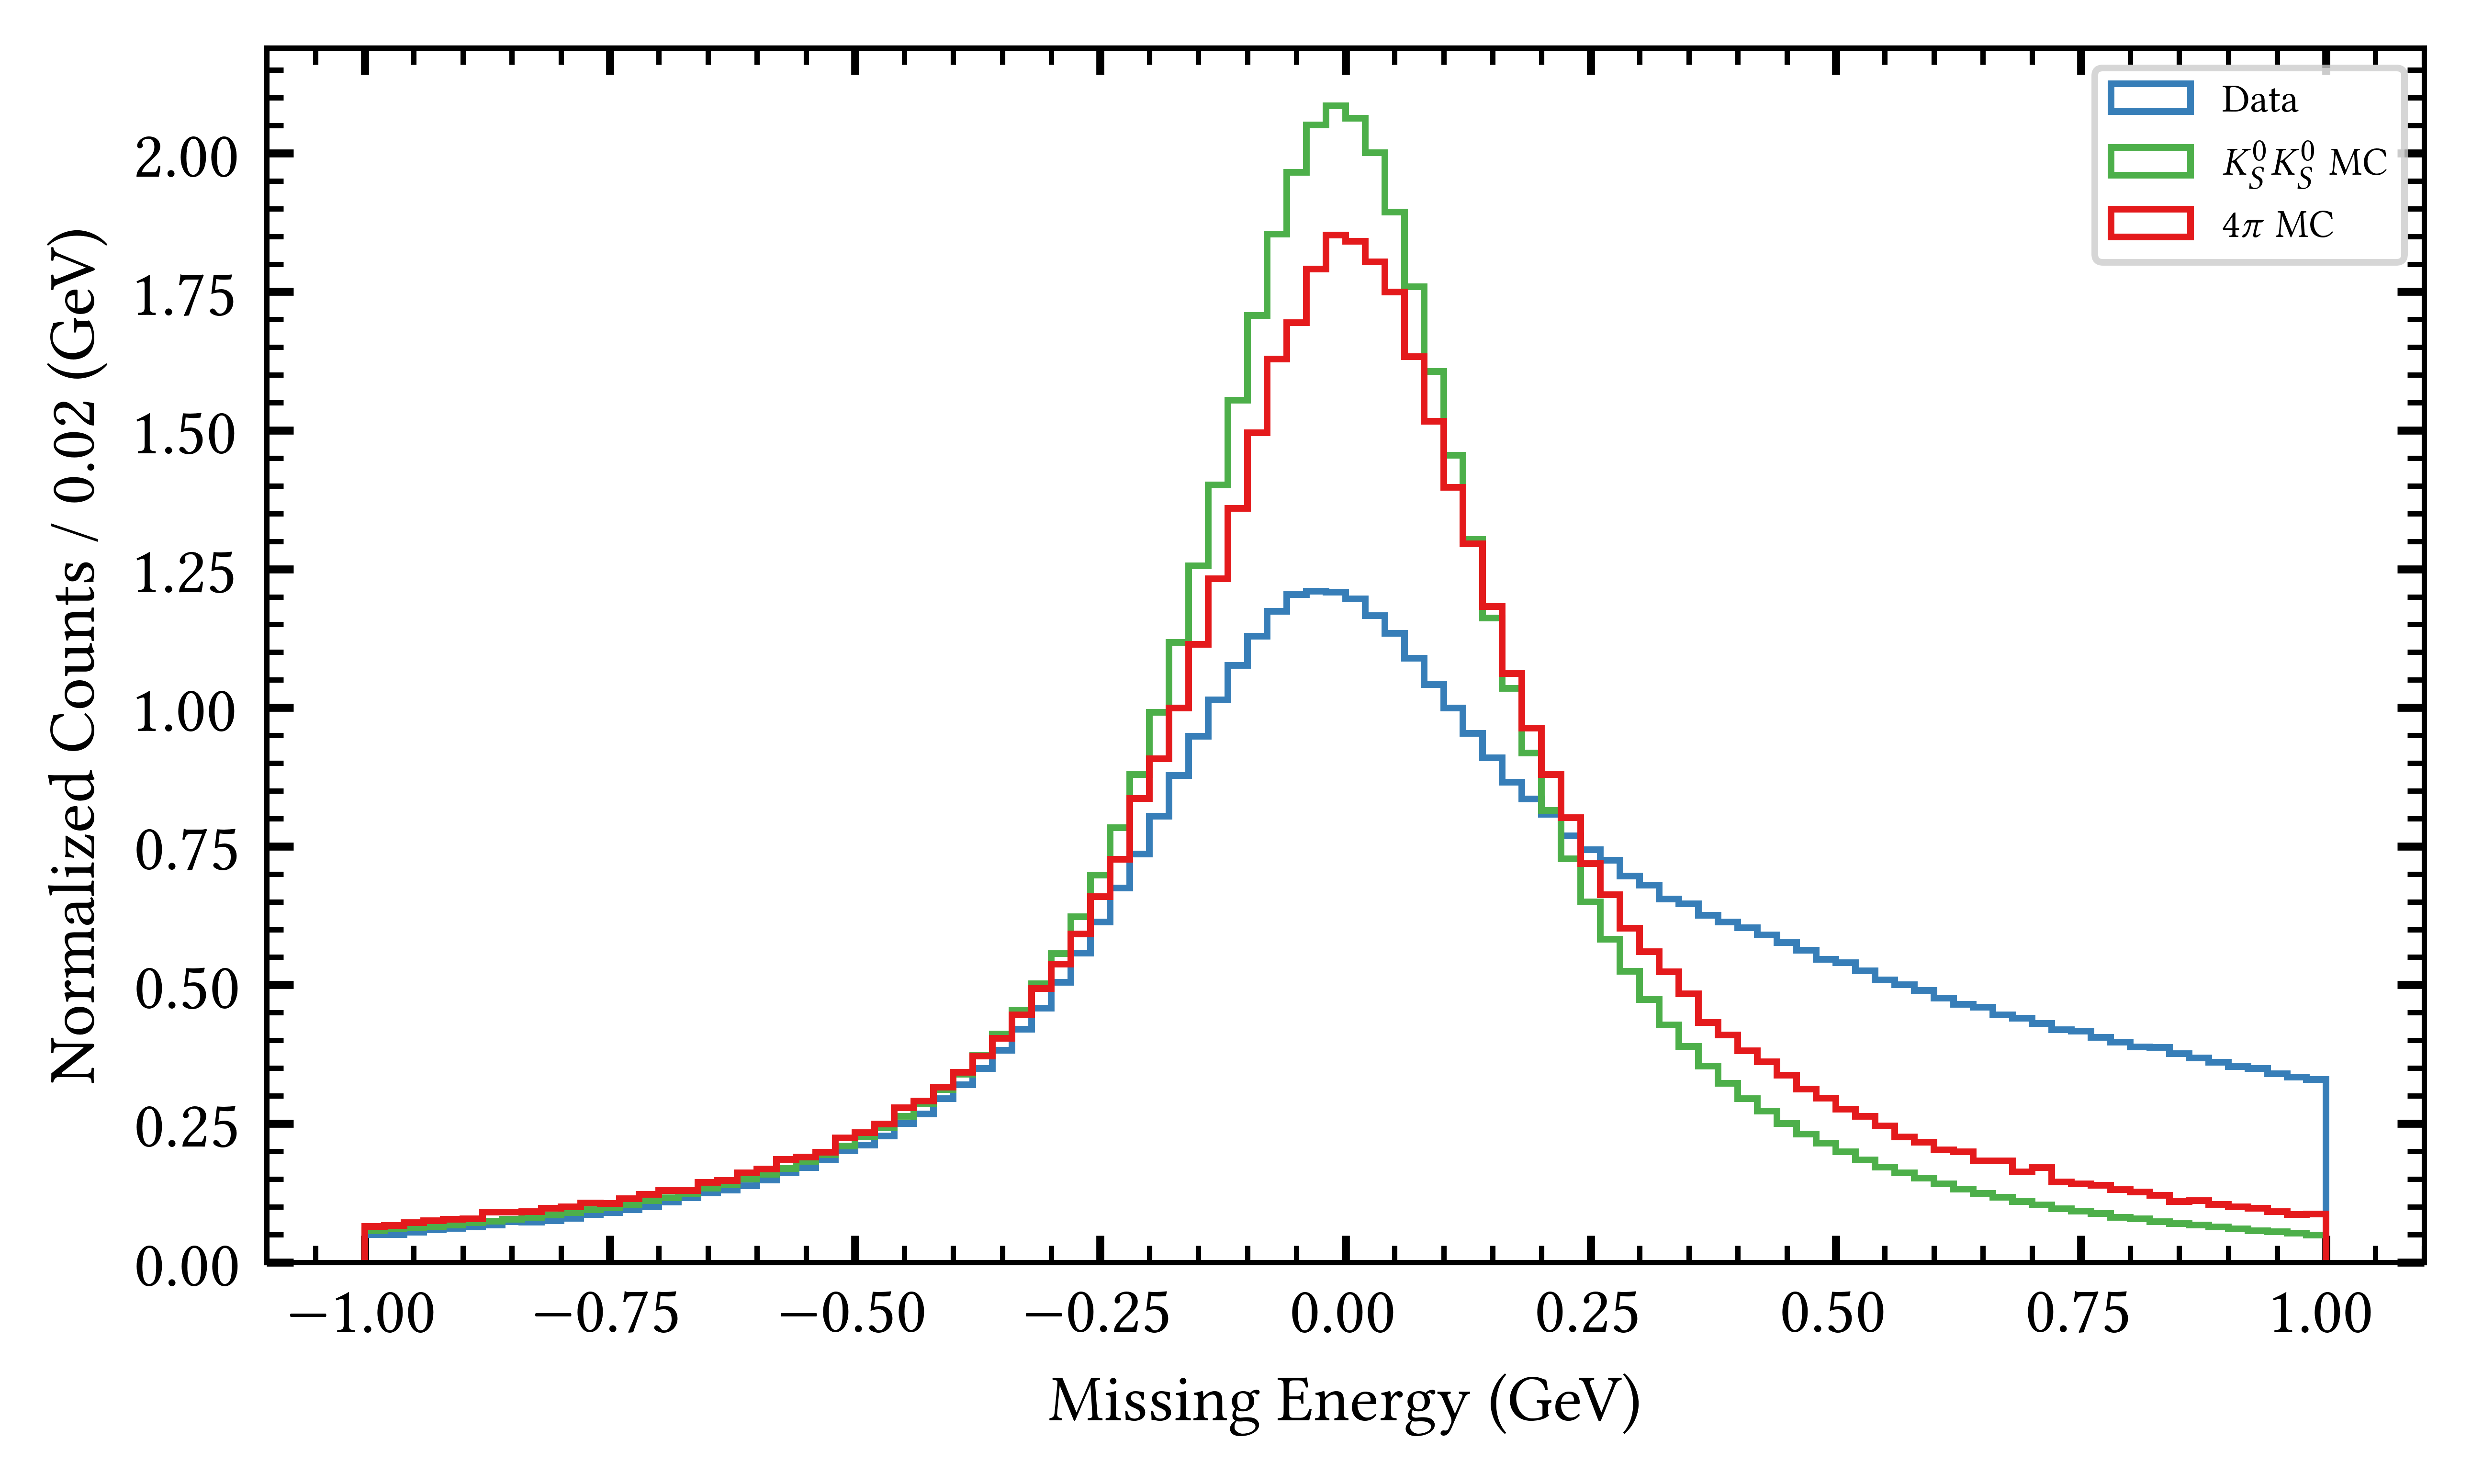 Normalized Counts / 0.02 (GeV)
2.00
1.75
1.50
1.25
1.00
0.75
0.50
0.25
0.00
Data
K_S^0 K_S^0 MC
4π MC
−1.00 −0.75 −0.50 −0.25 0.00 0.25 0.50 0.75 1.00
Missing Energy (GeV)